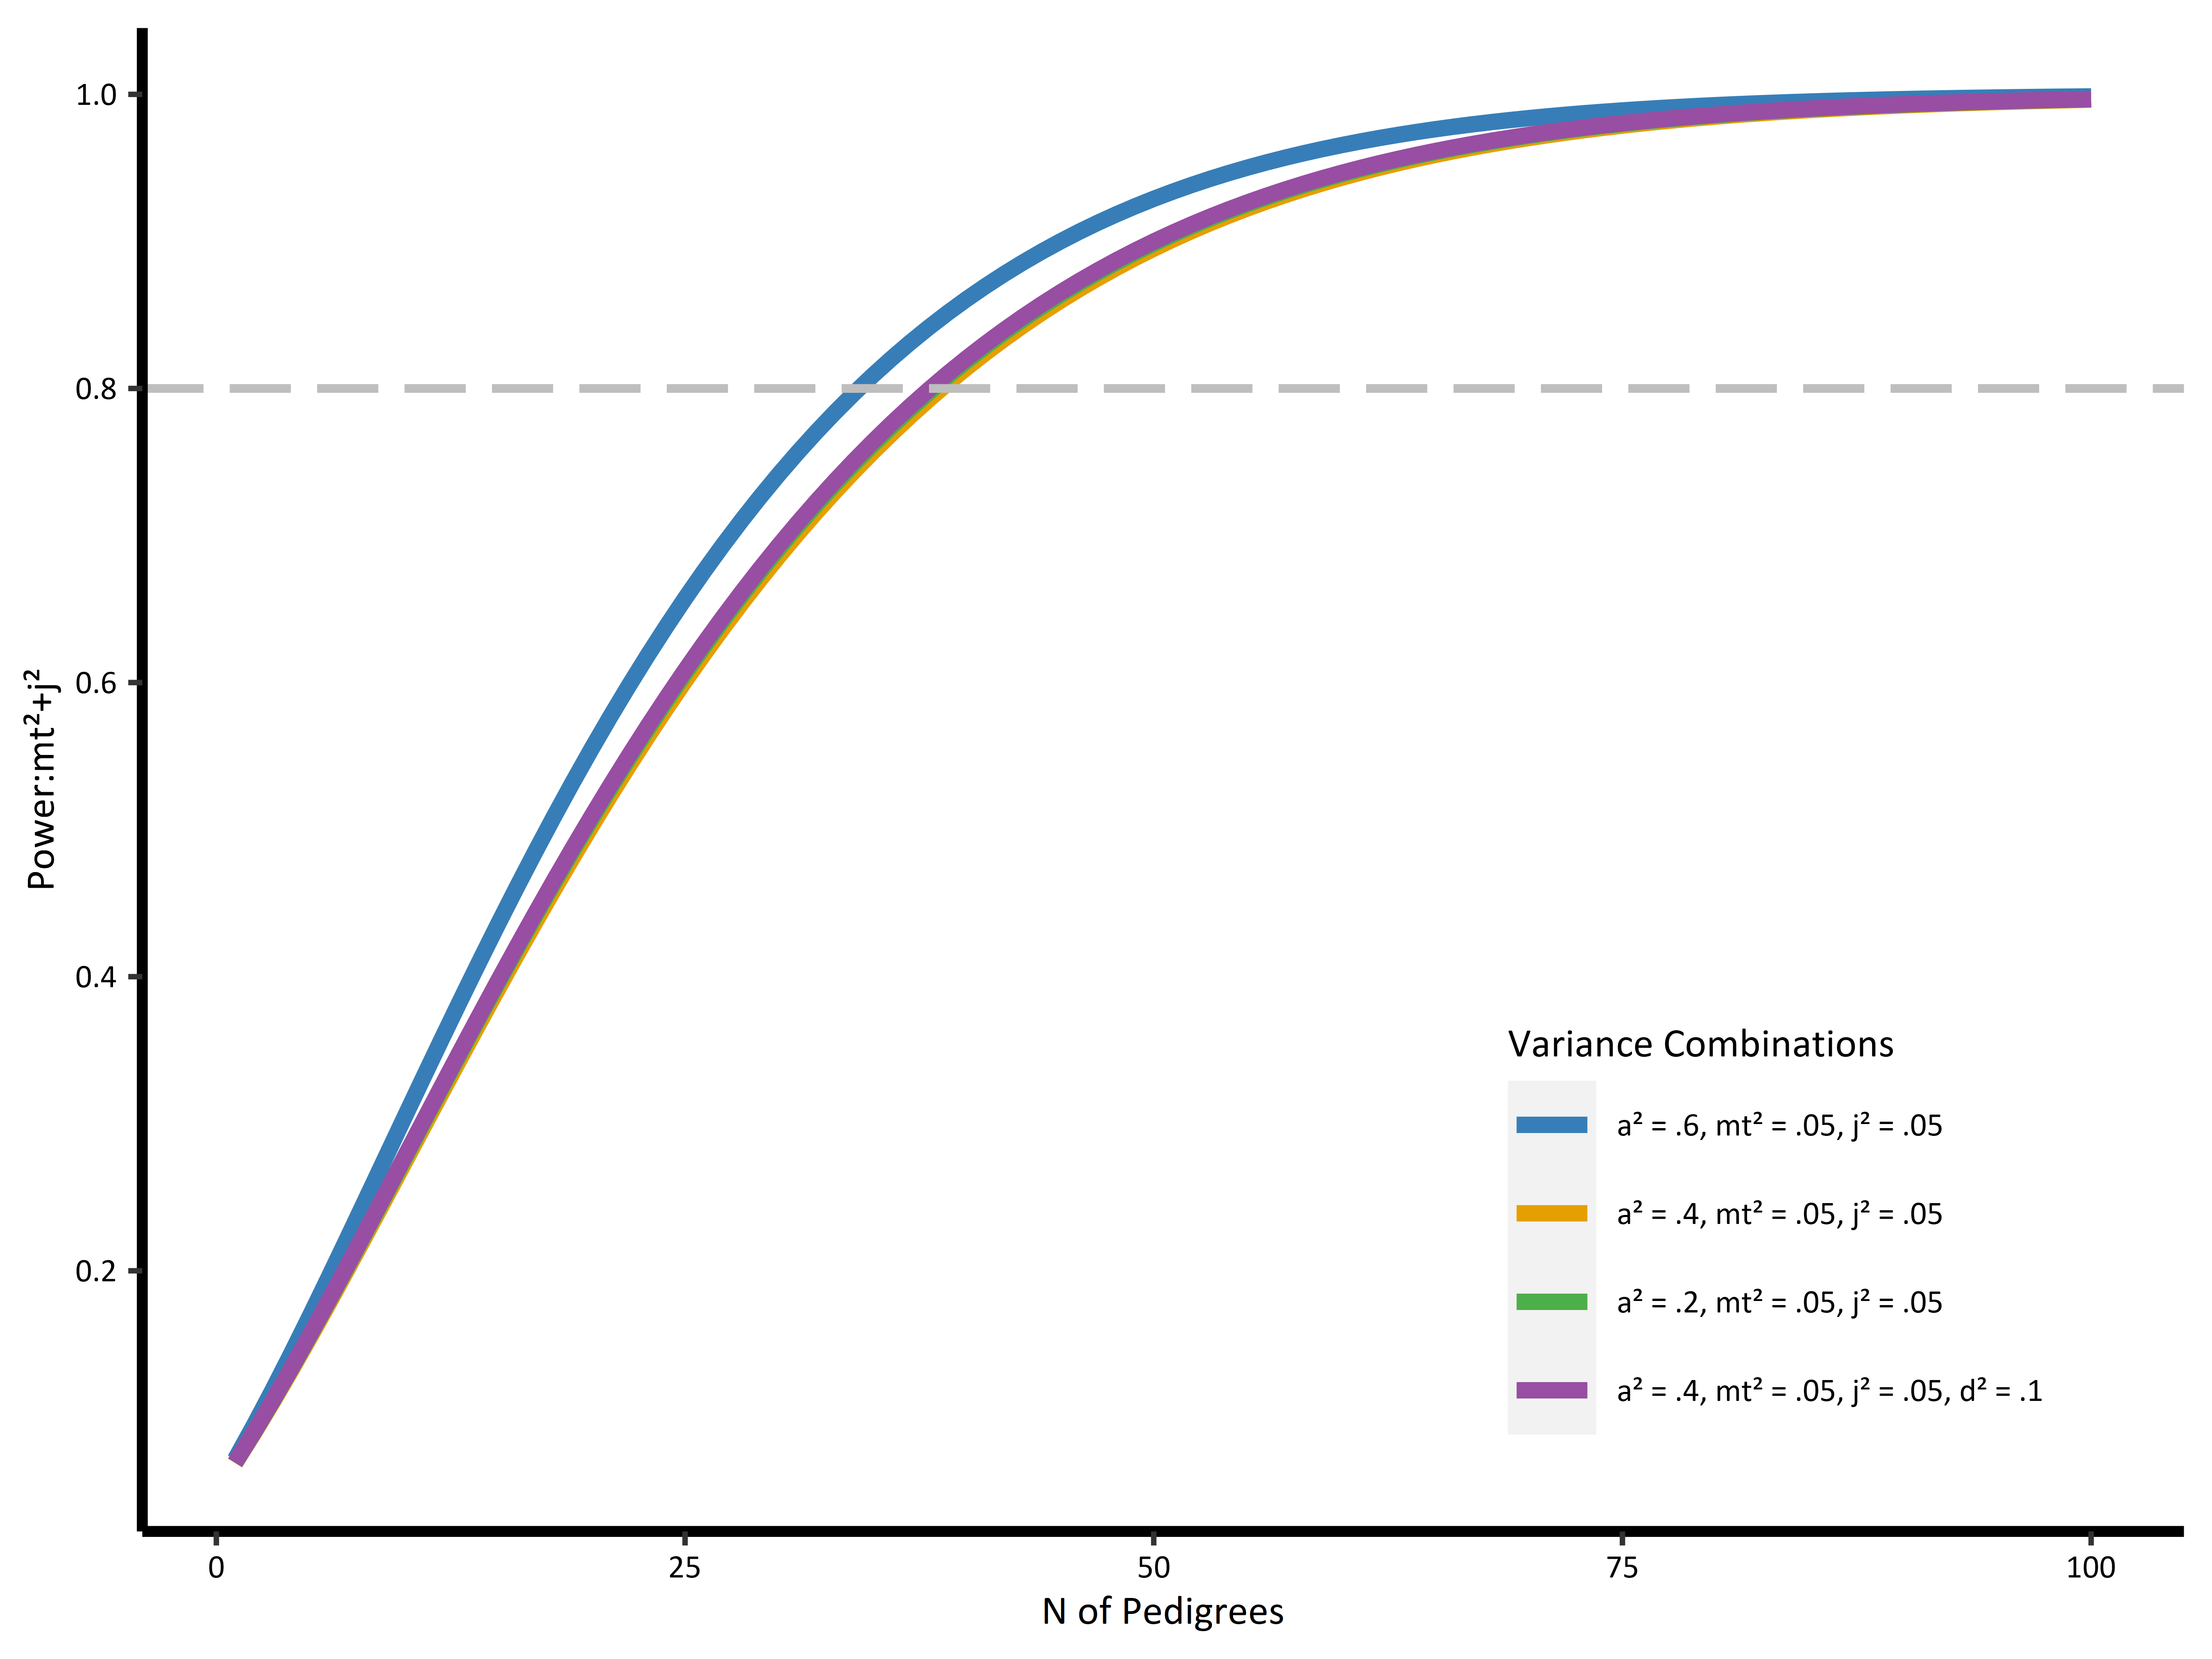 Power:mt²+j²
1.0
0.8
0.6
0.4
0.2
0
25
50
75
100
N of Pedigrees
Variance Combinations
a² = .6, mt² = .05, j² = .05
a² = .4, mt² = .05, j² = .05
a² = .2, mt² = .05, j² = .05
a² = .4, mt² = .05, j² = .05, d² = .1